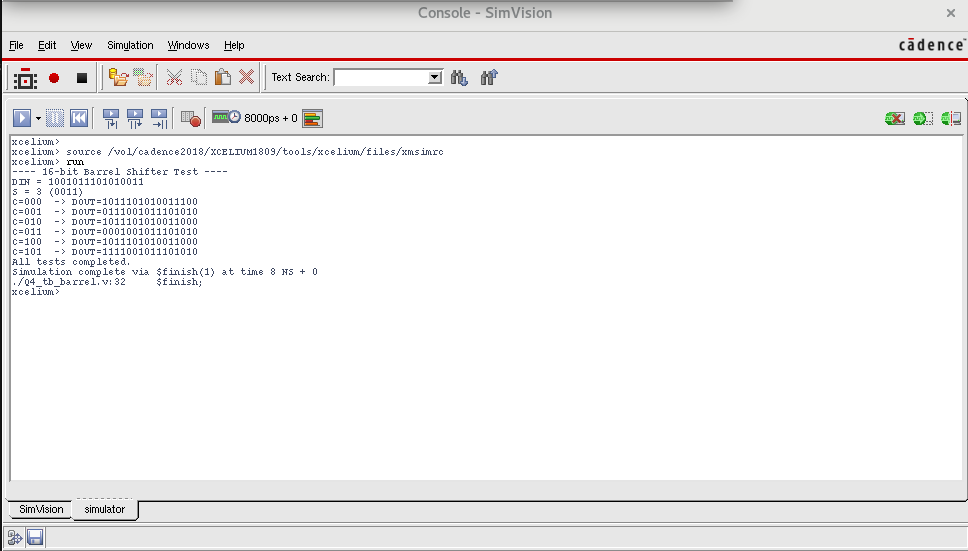 Console - SimVision
File Edit View Simulation Windows Help
cādence
Text Search:
8000ps + 0
xcelium>
xcelium> source /vol/cadence2018/XCELIUM1809/tools/xcelium/files/xmsimrc
xcelium> run
---- 16-bit Barrel Shifter Test ----
DIN = 1001011101010011
S = 3 (0011)
C=000 -> DOUT=1011101010011100
C=001 -> DOUT=0111001011101010
C=010 -> DOUT=1011101010011000
C=011 -> DOUT=0001001011101010
C=100 -> DOUT=1011101010011000
C=101 -> DOUT=1111001011101010
All tests completed.
Simulation complete via $finish(1) at time 8 NS + 0
./Q4_tb_barrel.v:32 $finish;
xcelium>
SimVision simulator